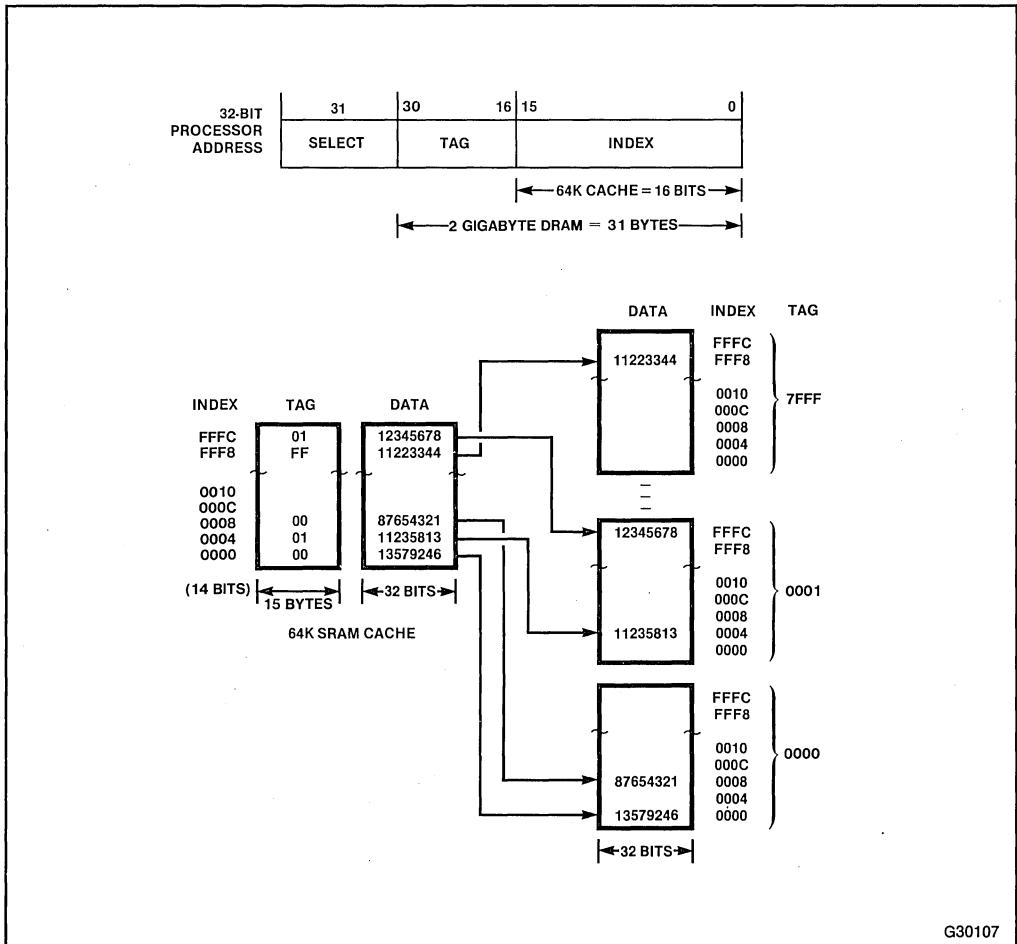 32-BIT PROCESSOR ADDRESS
31 30 16 15 0
SELECT TAG INDEX
64K CACHE = 16 BITS
2 GIGABYTE DRAM = 31 BYTES
DATA INDEX TAG
FFFC
11223344 FFF8
0010
000C
0008
0004
0000
7FFF
INDEX TAG DATA
FFFC 01 12345678
FFF8 FF 11223344
0010
000C
0008 00 87654321
0004 01 11235813
0000 00 13579246
(14 BITS) 15 BYTES 32 BITS
64K SRAM CACHE
12345678 FFFC
FFF8
0010
000C
0008
11235813 0004
0000
0001
FFFC
FFF8
0010
000C
87654321 0008
0004
13579246 0000
0000
32 BITS
G30107